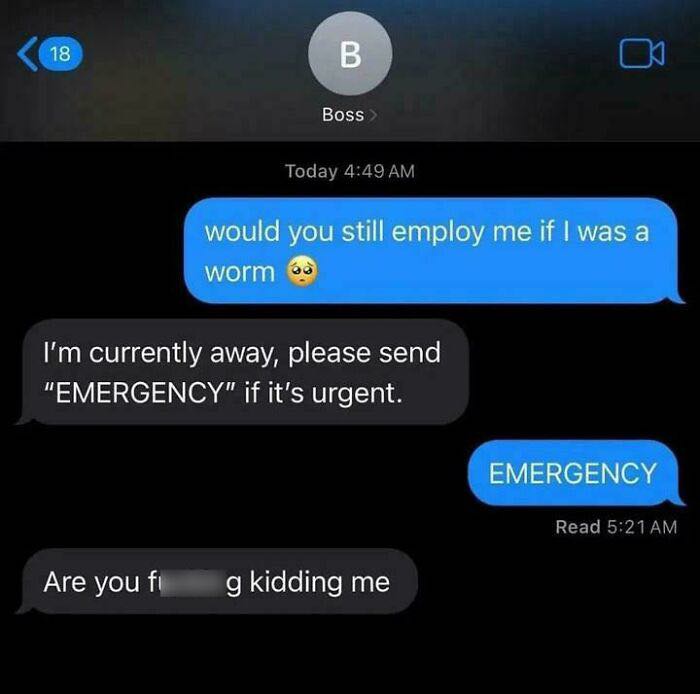 18
B
Boss
Today 4:49 AM
would you still employ me if I was a
worm 🥺
I'm currently away, please send
“EMERGENCY” if it's urgent.
EMERGENCY
Read 5:21 AM
Are you f g kidding me